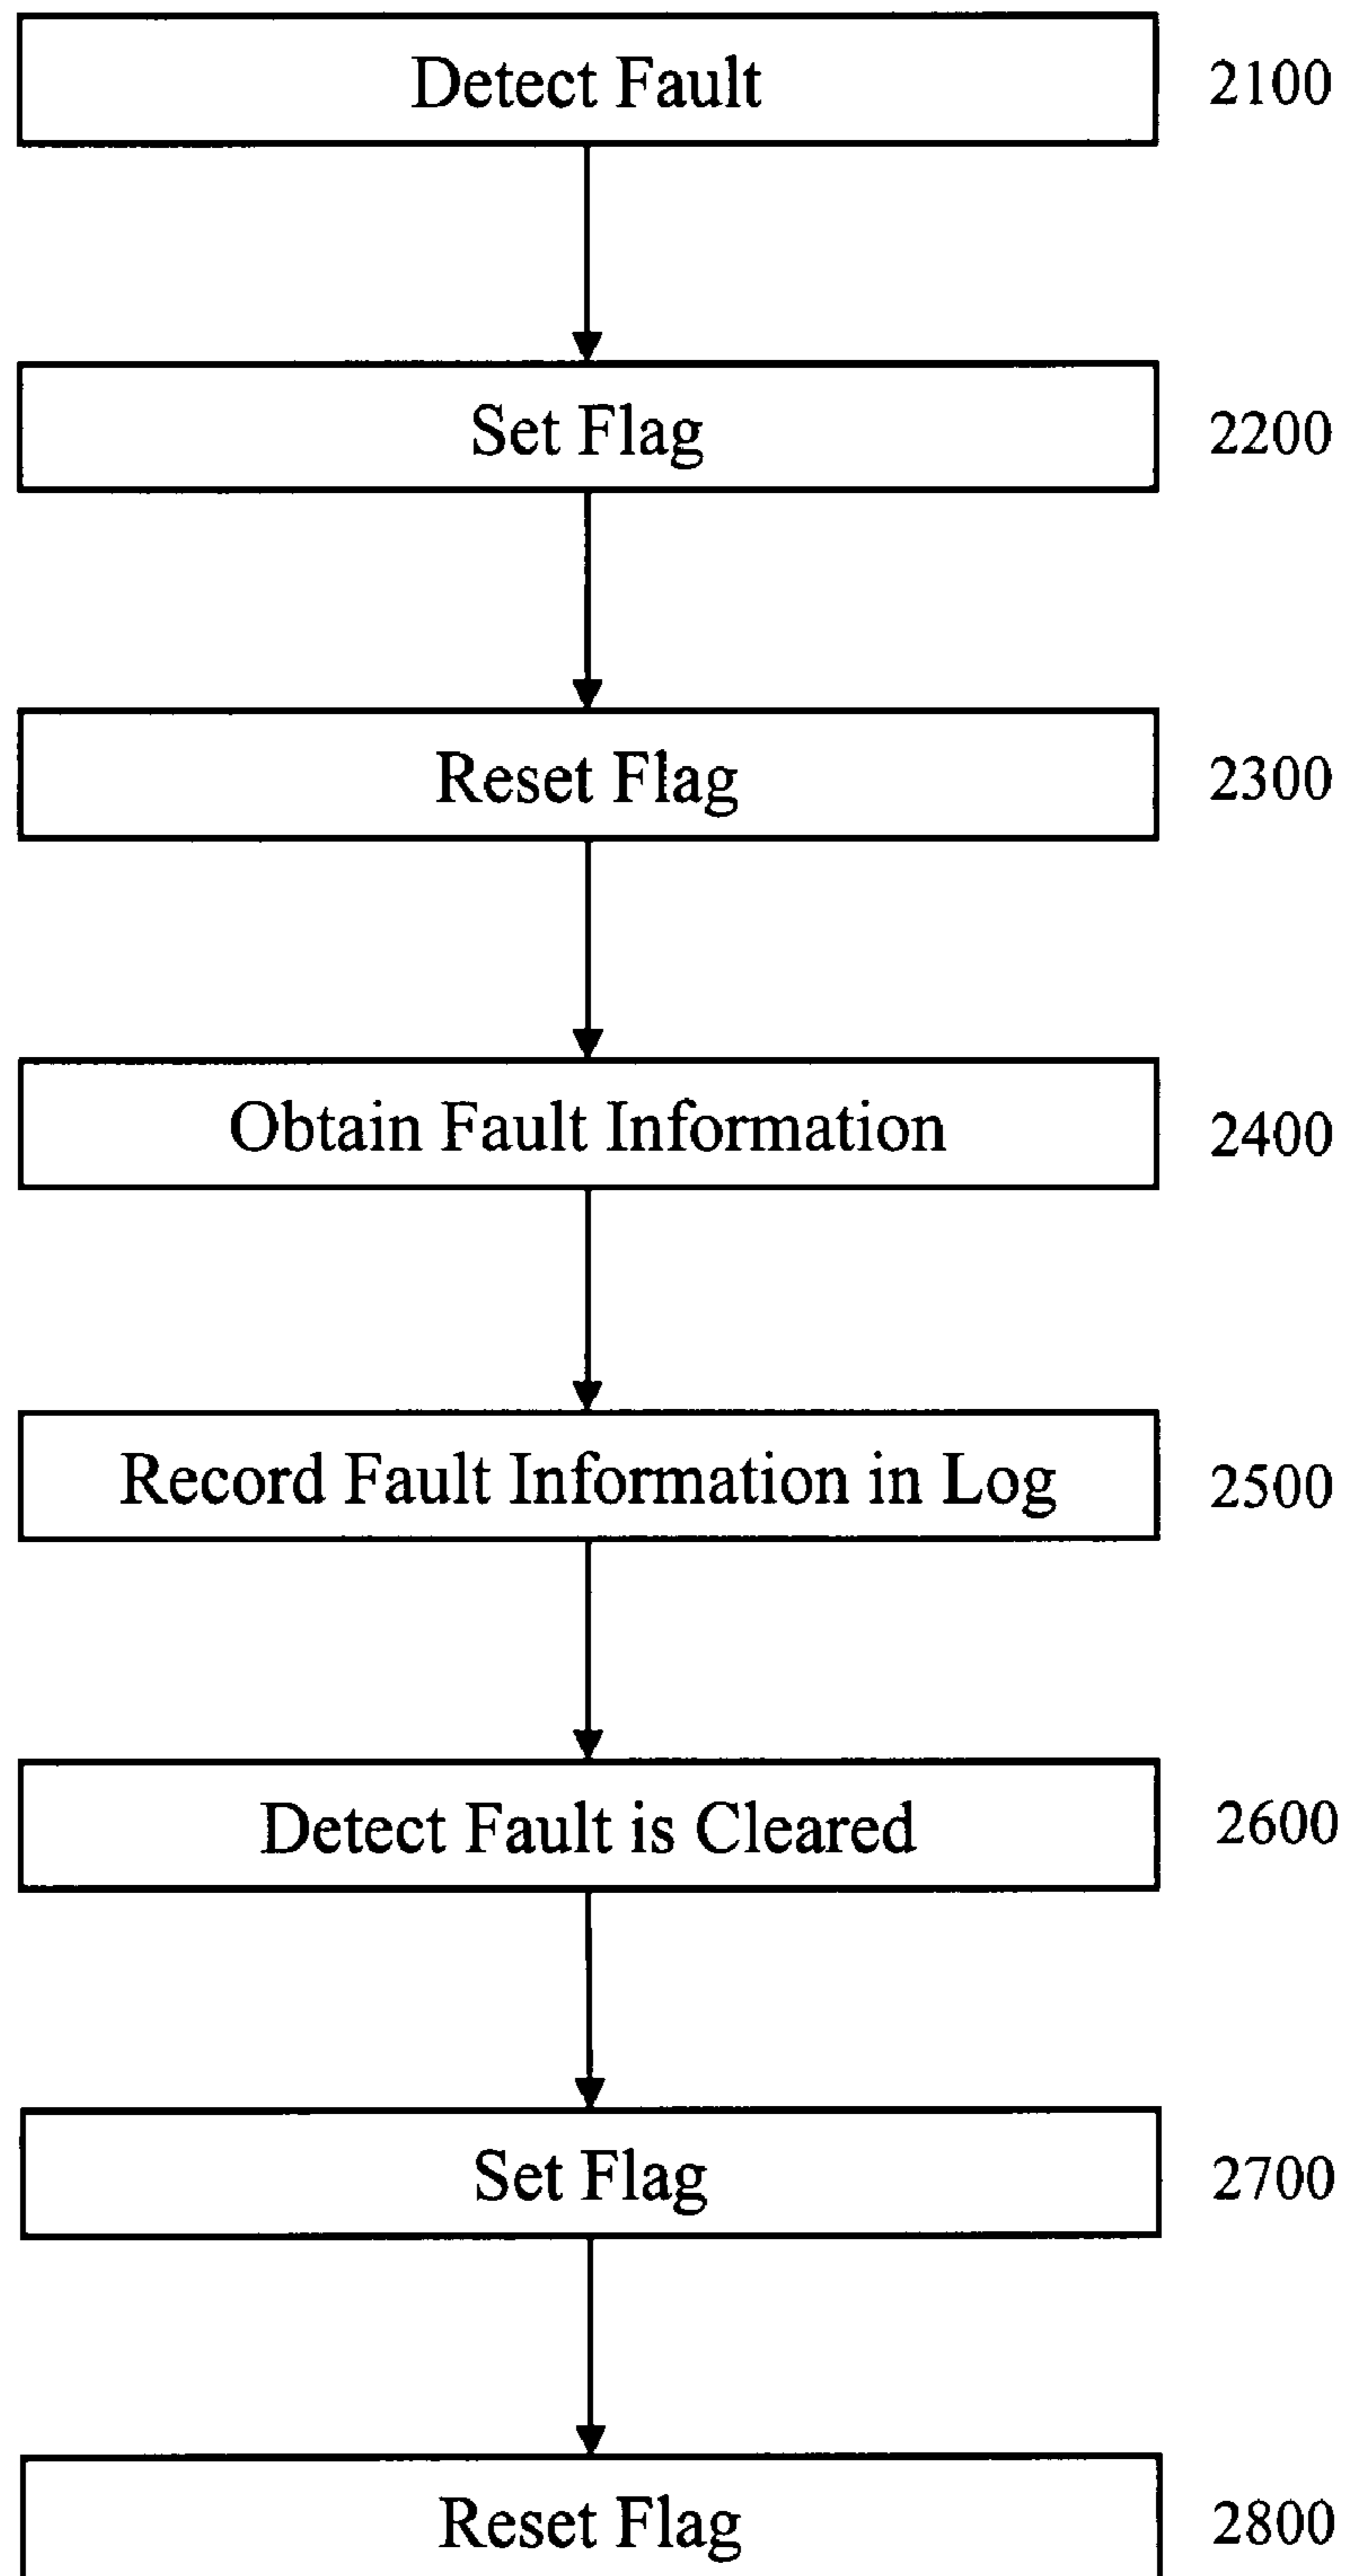 Detect Fault 2100
Set Flag 2200
Reset Flag 2300
Obtain Fault Information 2400
Record Fault Information in Log 2500
Detect Fault is Cleared 2600
Set Flag 2700
Reset Flag 2800